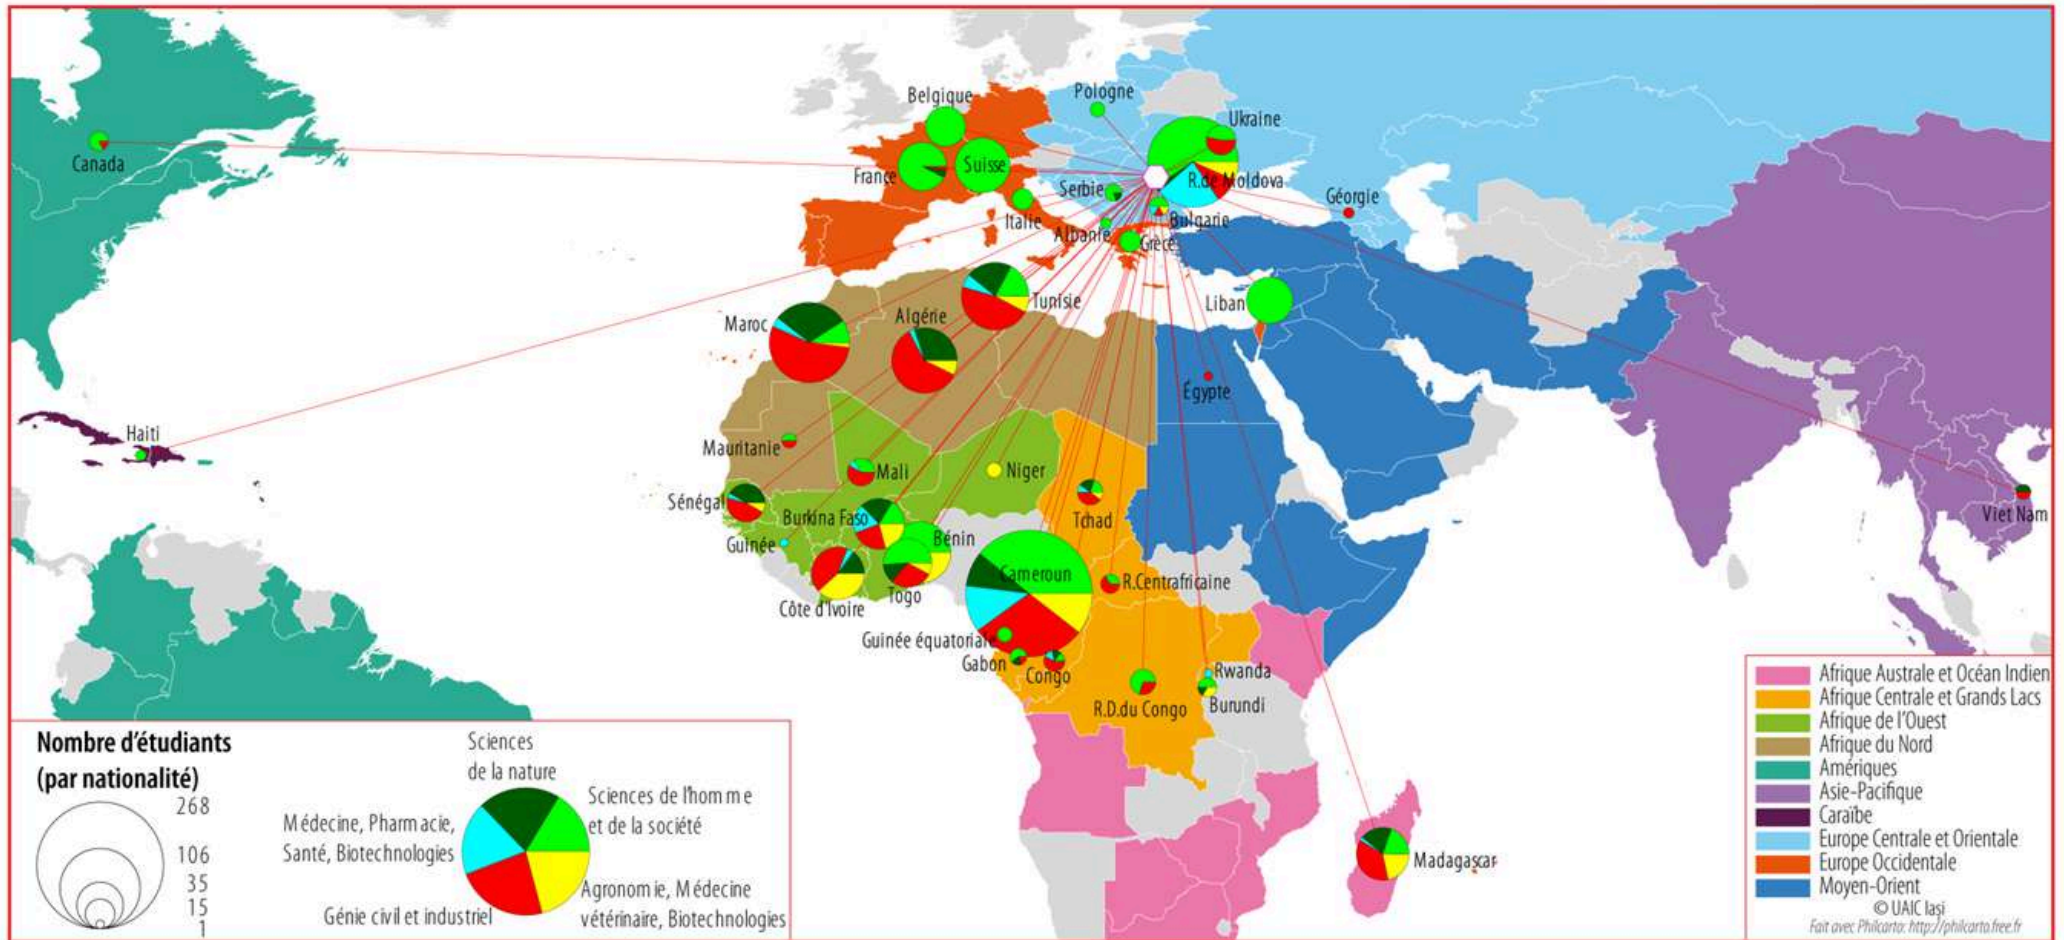 Belgique
Pologne
Ukraine
Canada
France
Suisse
Serbie
R.de Moldova
Géorgie
Italie
Albanie
Bulgarie
Grèce
Maroc
Algérie
Tunisie
Liban
Égypte
Haiti
Mauritanie
Mali
Niger
Sénégal
Burkina Faso
Tchad
Viet Nam
Guinée
Bénin
Cameroun
R.Centrafricaine
Côte d'Ivoire
Togo
Guinée équatoriale
Gabon
Congo
Rwanda
R.D.du Congo
Burundi
Madagascar
Nombre d'étudiants
(par nationalité)
268
106
35
15
1
Sciences
de la nature
Sciences de l'homme
et de la société
Médecine, Pharmacie,
Santé, Biotechnologies
Agronomie, Médecine
vétérinaire, Biotechnologies
Génie civil et industriel
Afrique Australe et Océan Indien
Afrique Centrale et Grands Lacs
Afrique de l'Ouest
Afrique du Nord
Amériques
Asie-Pacifique
Caraïbe
Europe Centrale et Orientale
Europe Occidentale
Moyen-Orient
© UAIC Iași
Fait avec Philcarto: http://philcarto.free.fr